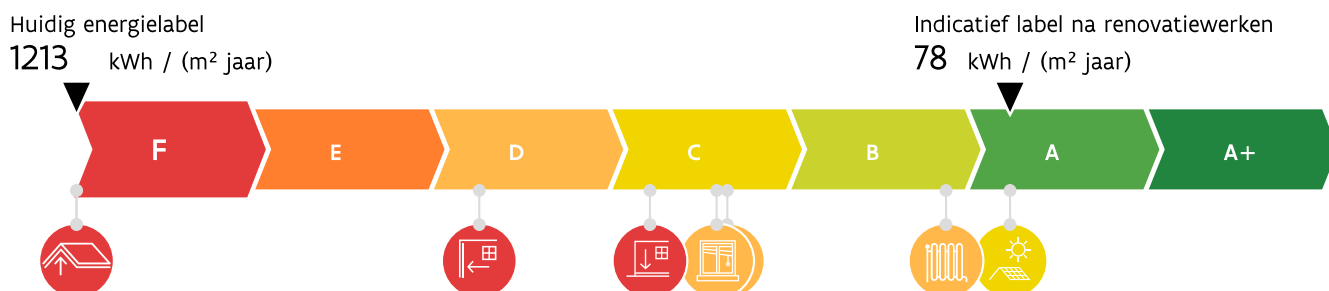 Huidig energielabel
1213 kWh / (m² jaar)
Indicatief label na renovatiewerken
78 kWh / (m² jaar)
F E D C B A A+